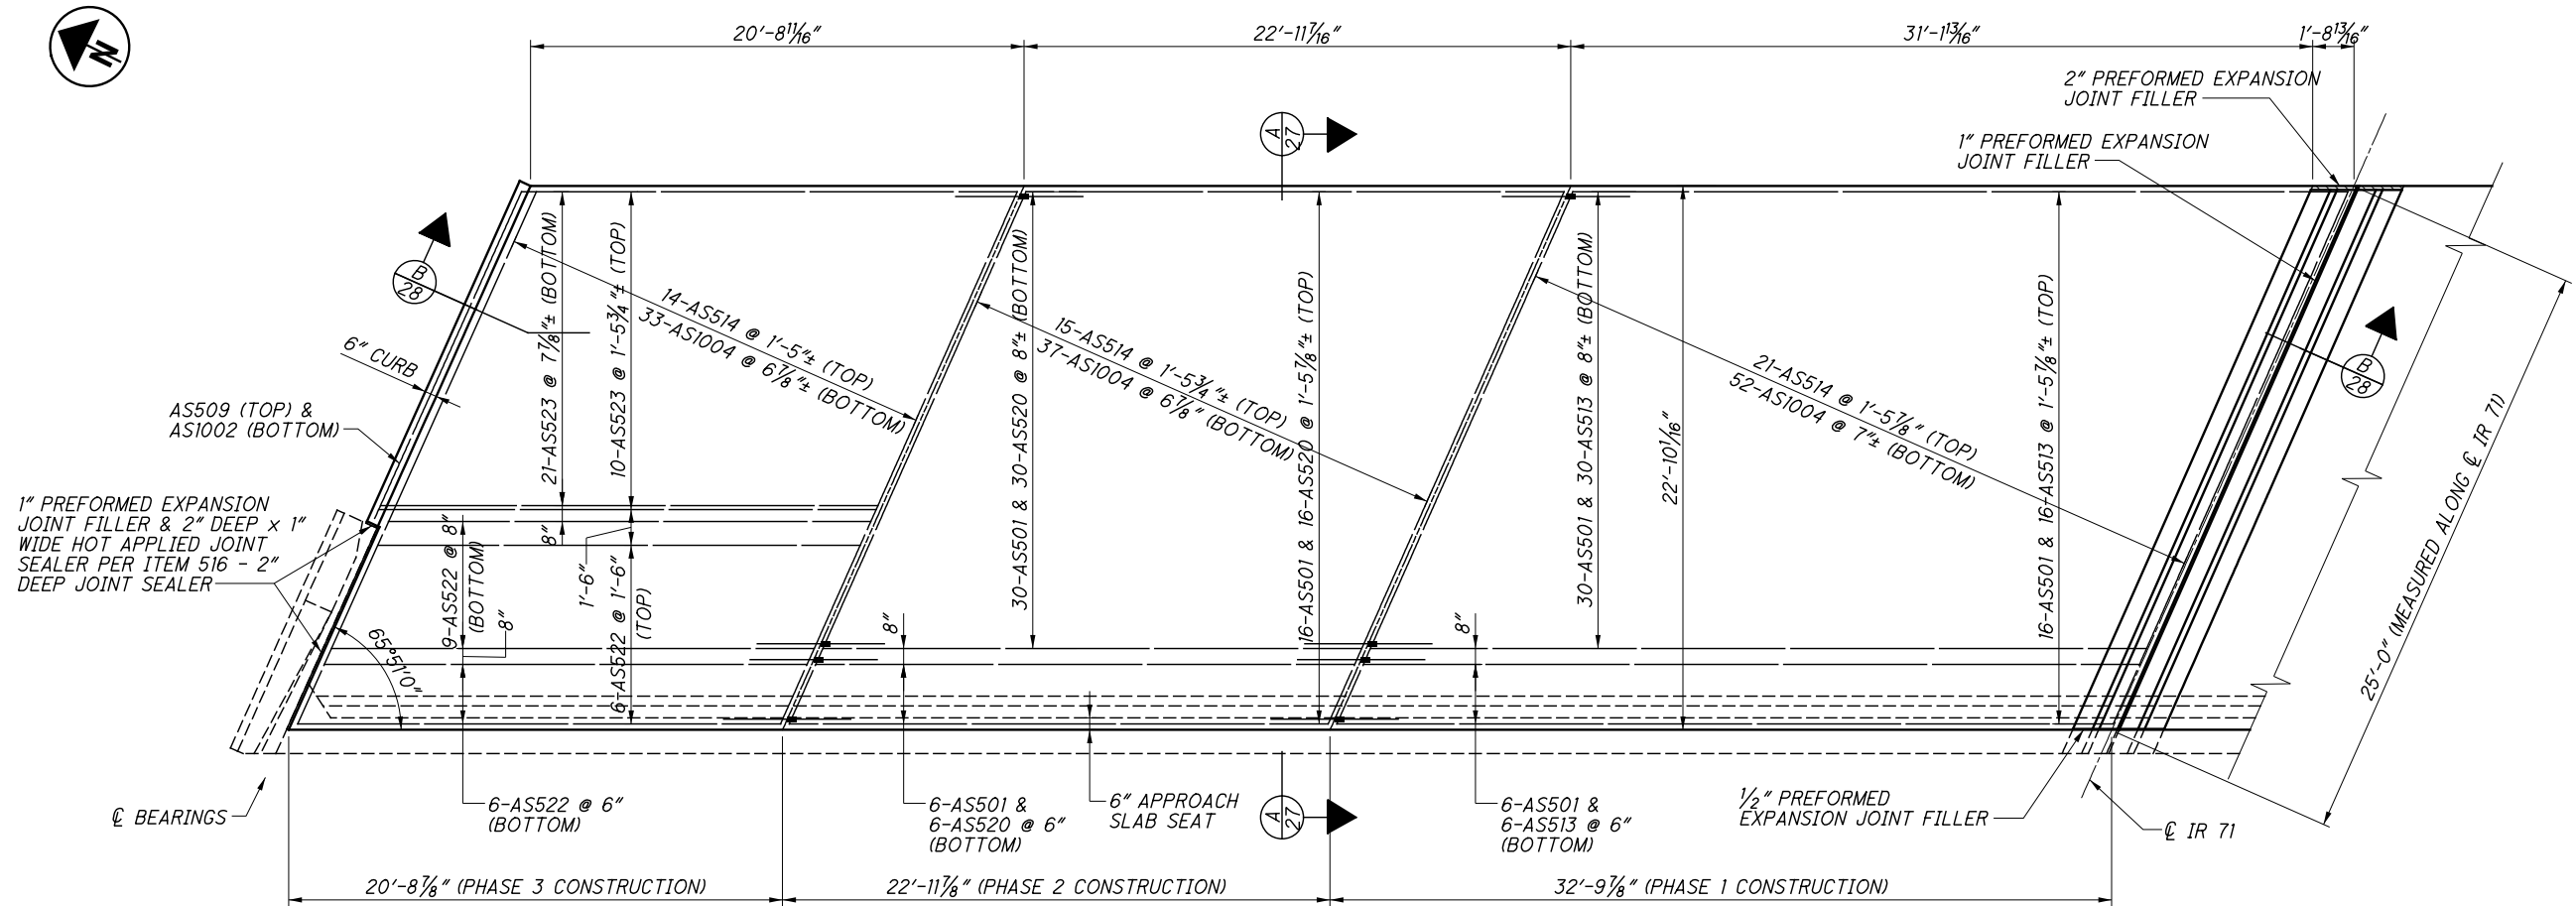 N
20'-8 11/16"
22'-11 7/16"
31'-1 13/16"
1'-8 13/16"
2" PREFORMED EXPANSION
JOINT FILLER
1" PREFORMED EXPANSION
JOINT FILLER
A
27
B
28
6" CURB
AS509 (TOP) &
AS1002 (BOTTOM)
1" PREFORMED EXPANSION
JOINT FILLER & 2" DEEP x 1"
WIDE HOT APPLIED JOINT
SEALER PER ITEM 516 - 2"
DEEP JOINT SEALER
21-AS523 @ 7 7/8"± (BOTTOM)
10-AS523 @ 1'-5 3/4"± (TOP)
14-AS514 @ 1'-5"± (TOP)
33-AS1004 @ 6 7/8"± (BOTTOM)
30-AS501 & 30-AS520 @ 8"± (BOTTOM)
15-AS514 @ 1'-5 3/4"± (TOP)
37-AS1004 @ 6 7/8" (BOTTOM)
16-AS501 & 16-AS520 @ 1'-5 7/8"± (TOP)
30-AS501 & 30-AS513 @ 8"± (BOTTOM)
22'-10 1/16"
21-AS514 @ 1'-5 7/8" (TOP)
52-AS1004 @ 7"± (BOTTOM)
16-AS501 & 16-AS513 @ 1'-5 7/8"± (TOP)
B
28
25'-0" (MEASURED ALONG ℄ IR 71)
9-AS522 @ 8"
(BOTTOM)
8"
8"
1'-6"
6-AS522 @ 1'-6"
(TOP)
8"
8"
65°51'0"
℄ BEARINGS
6-AS522 @ 6"
(BOTTOM)
6-AS501 &
6-AS520 @ 6"
(BOTTOM)
6" APPROACH
SLAB SEAT
A
27
6-AS501 &
6-AS513 @ 6"
(BOTTOM)
1/2" PREFORMED
EXPANSION JOINT FILLER
℄ IR 71
20'-8 7/8" (PHASE 3 CONSTRUCTION)
22'-11 7/8" (PHASE 2 CONSTRUCTION)
32'-9 7/8" (PHASE 1 CONSTRUCTION)